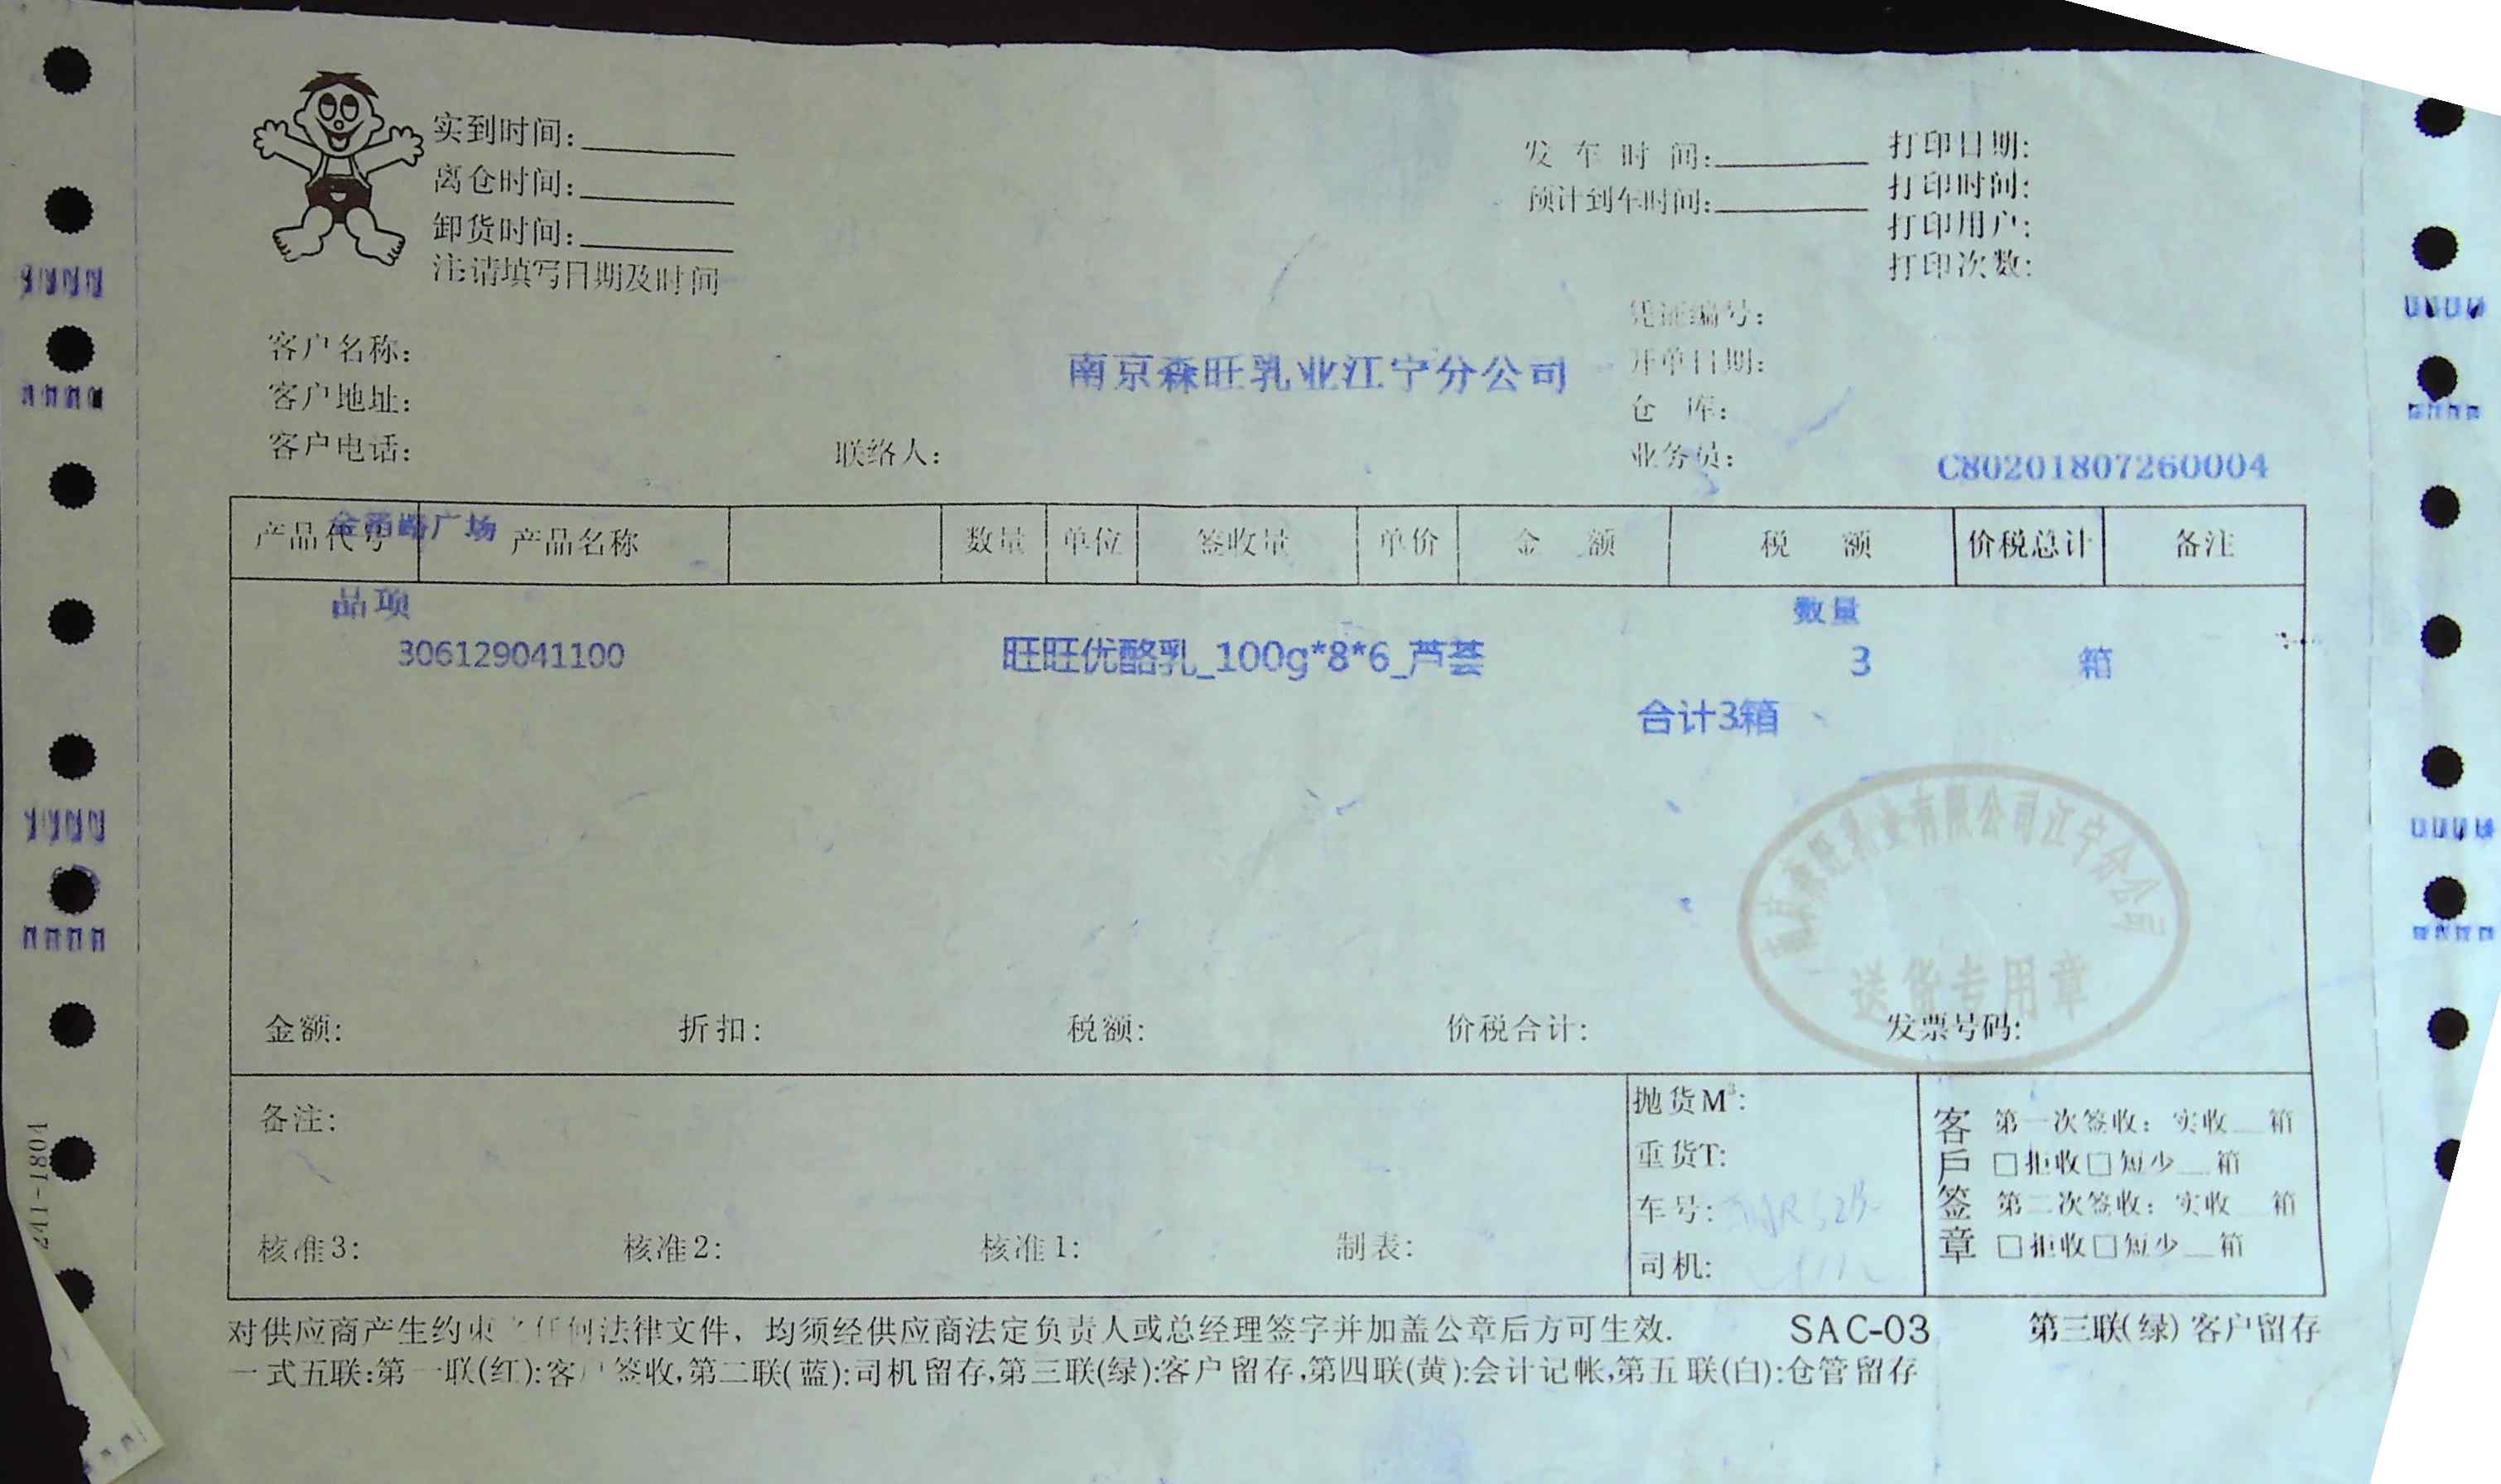 实到时间:
离仓时间:
卸货时间:
注:请填写日期及时间
发车时间:
预计到车时间:
打印日期:
打印时间:
打印用户:
打印次数:
凭证编号:
客户名称:
南京森旺乳业江宁分公司
开单日期:
客户地址:
仓库:
客户电话:
联络人:
业务员:
C80201807260004
广场
产品代号 产品名称 数量 单位 签收量 单价 金额 税额 价税总计 备注
品项 数量
306129041100 旺旺优酪乳_100g*8*6_芦荟 3 箱
合计3箱
乳业有限公司江宁分公司
送货专用章
金额: 折扣: 税额: 价税合计: 发票号码:
备注:
抛货M³:
重货T:
车号:
司机:
核准3: 核准2: 核准1: 制表:
客戶签章
第一次签收: 实收__箱
□拒收□短少__箱
第二次签收: 实收__箱
□拒收□短少__箱
对供应商产生约束之任何法律文件, 均须经供应商法定负责人或总经理签字并加盖公章后方可生效.
SAC-03
第三联(绿)客户留存
一式五联:第一联(红):客户签收,第二联(蓝):司机留存,第三联(绿):客户留存,第四联(黄):会计记帐,第五联(白):仓管留存